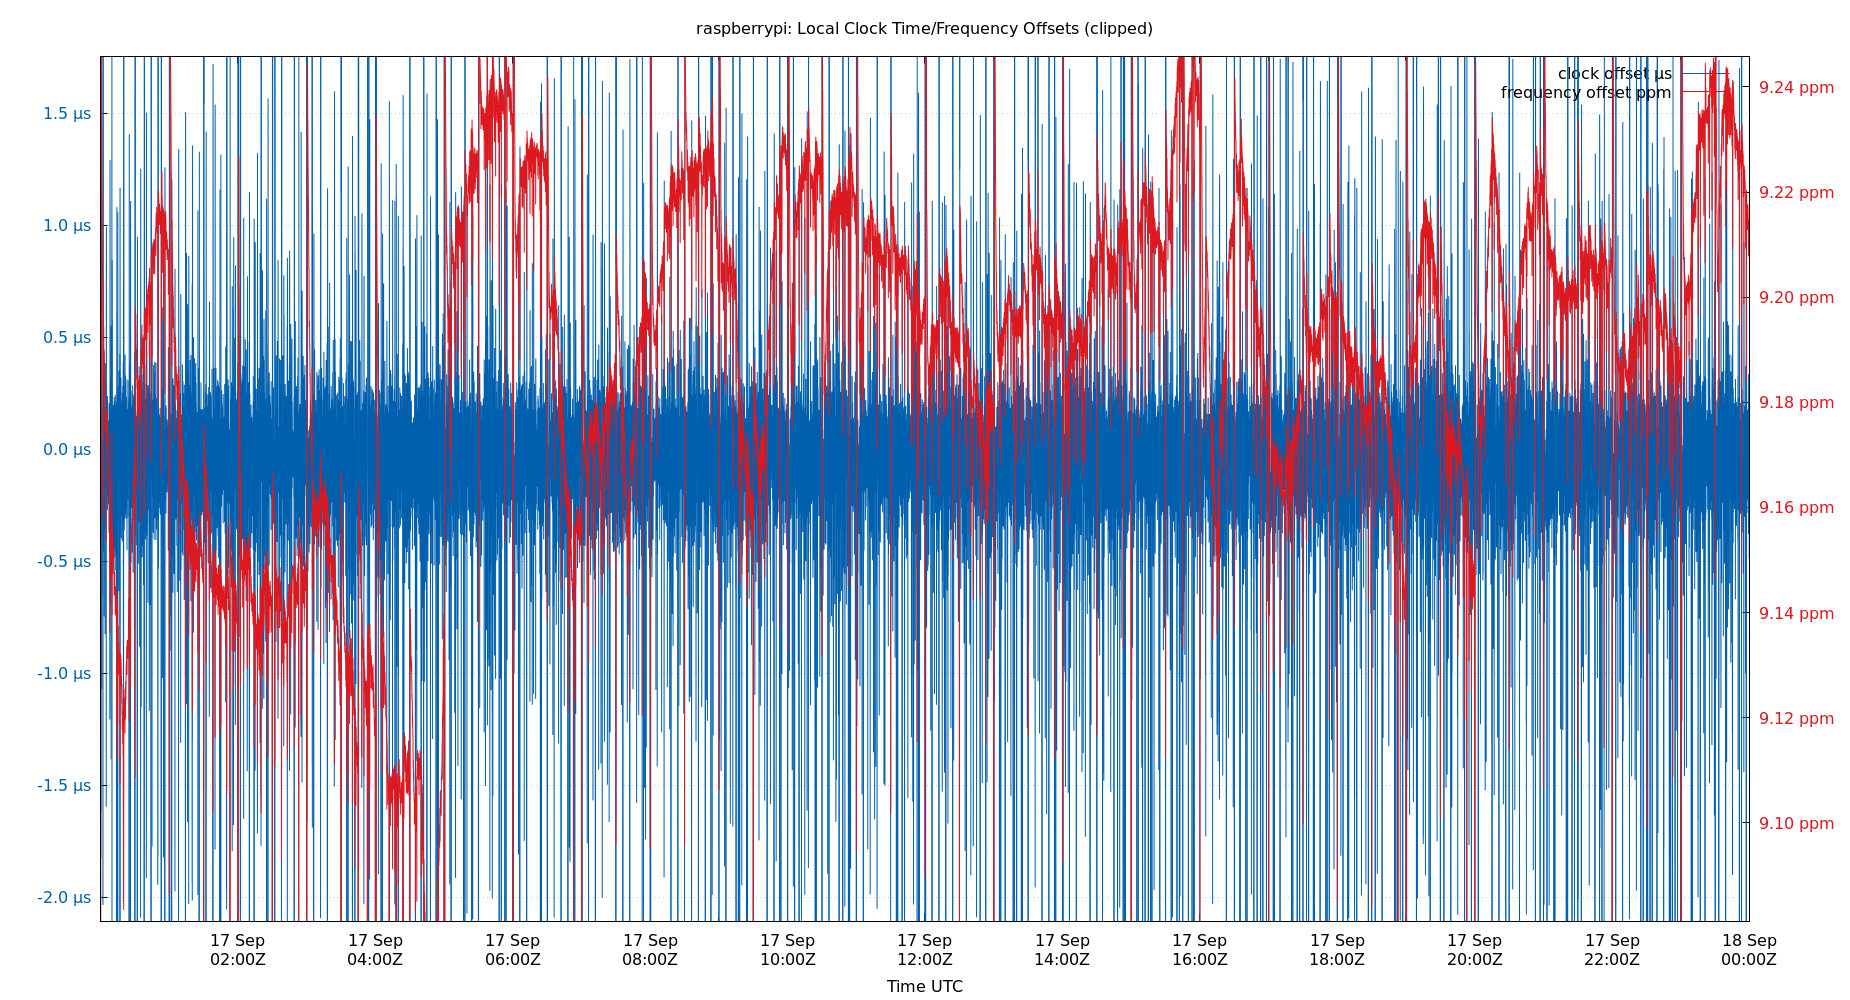 raspberrypi: Local Clock Time/Frequency Offsets (clipped)
clock offset µs
frequency offset ppm
1.5 µs
1.0 µs
0.5 µs
0.0 µs
-0.5 µs
-1.0 µs
-1.5 µs
-2.0 µs
9.24 ppm
9.22 ppm
9.20 ppm
9.18 ppm
9.16 ppm
9.14 ppm
9.12 ppm
9.10 ppm
17 Sep
02:00Z
17 Sep
04:00Z
17 Sep
06:00Z
17 Sep
08:00Z
17 Sep
10:00Z
17 Sep
12:00Z
17 Sep
14:00Z
17 Sep
16:00Z
17 Sep
18:00Z
17 Sep
20:00Z
17 Sep
22:00Z
18 Sep
00:00Z
Time UTC